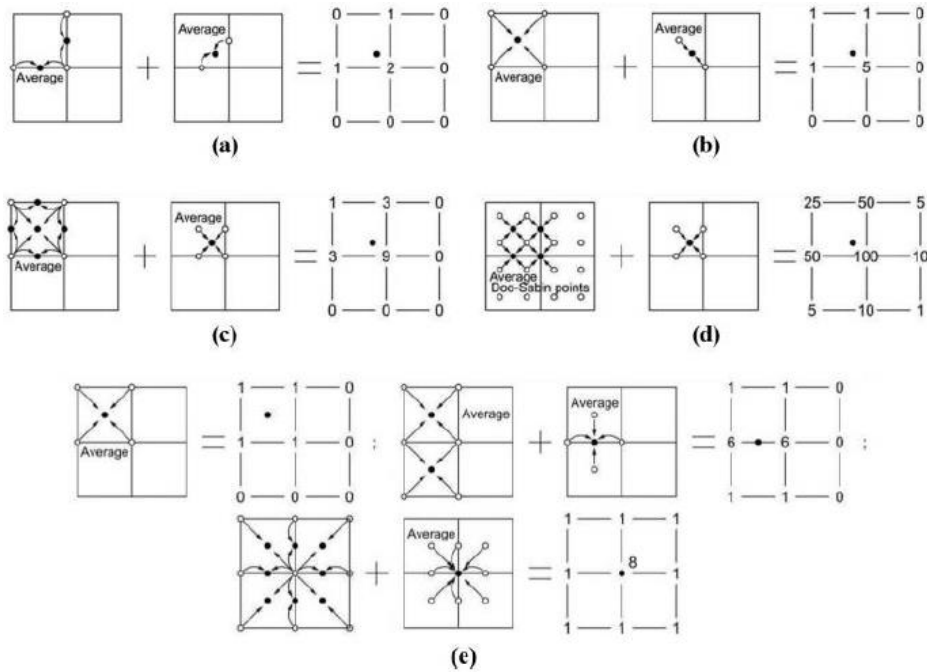 0 1 0
Average
Average
1 2 0
0 0 0
(a)
1 1 0
Average
Average
1 5 0
0 0 0
(b)
1 3 0
Average
Average
3 9 0
0 0 0
(c)
25 50 5
Average
Doo-Sabin points
50 100 10
5 10 1
(d)
1 1 0
Average
1 1 0
0 0 0
;
Average
Average
1 1 0
6 6 0
1 1 0
;
Average
1 1 1
8
1 1
1 1 1
(e)